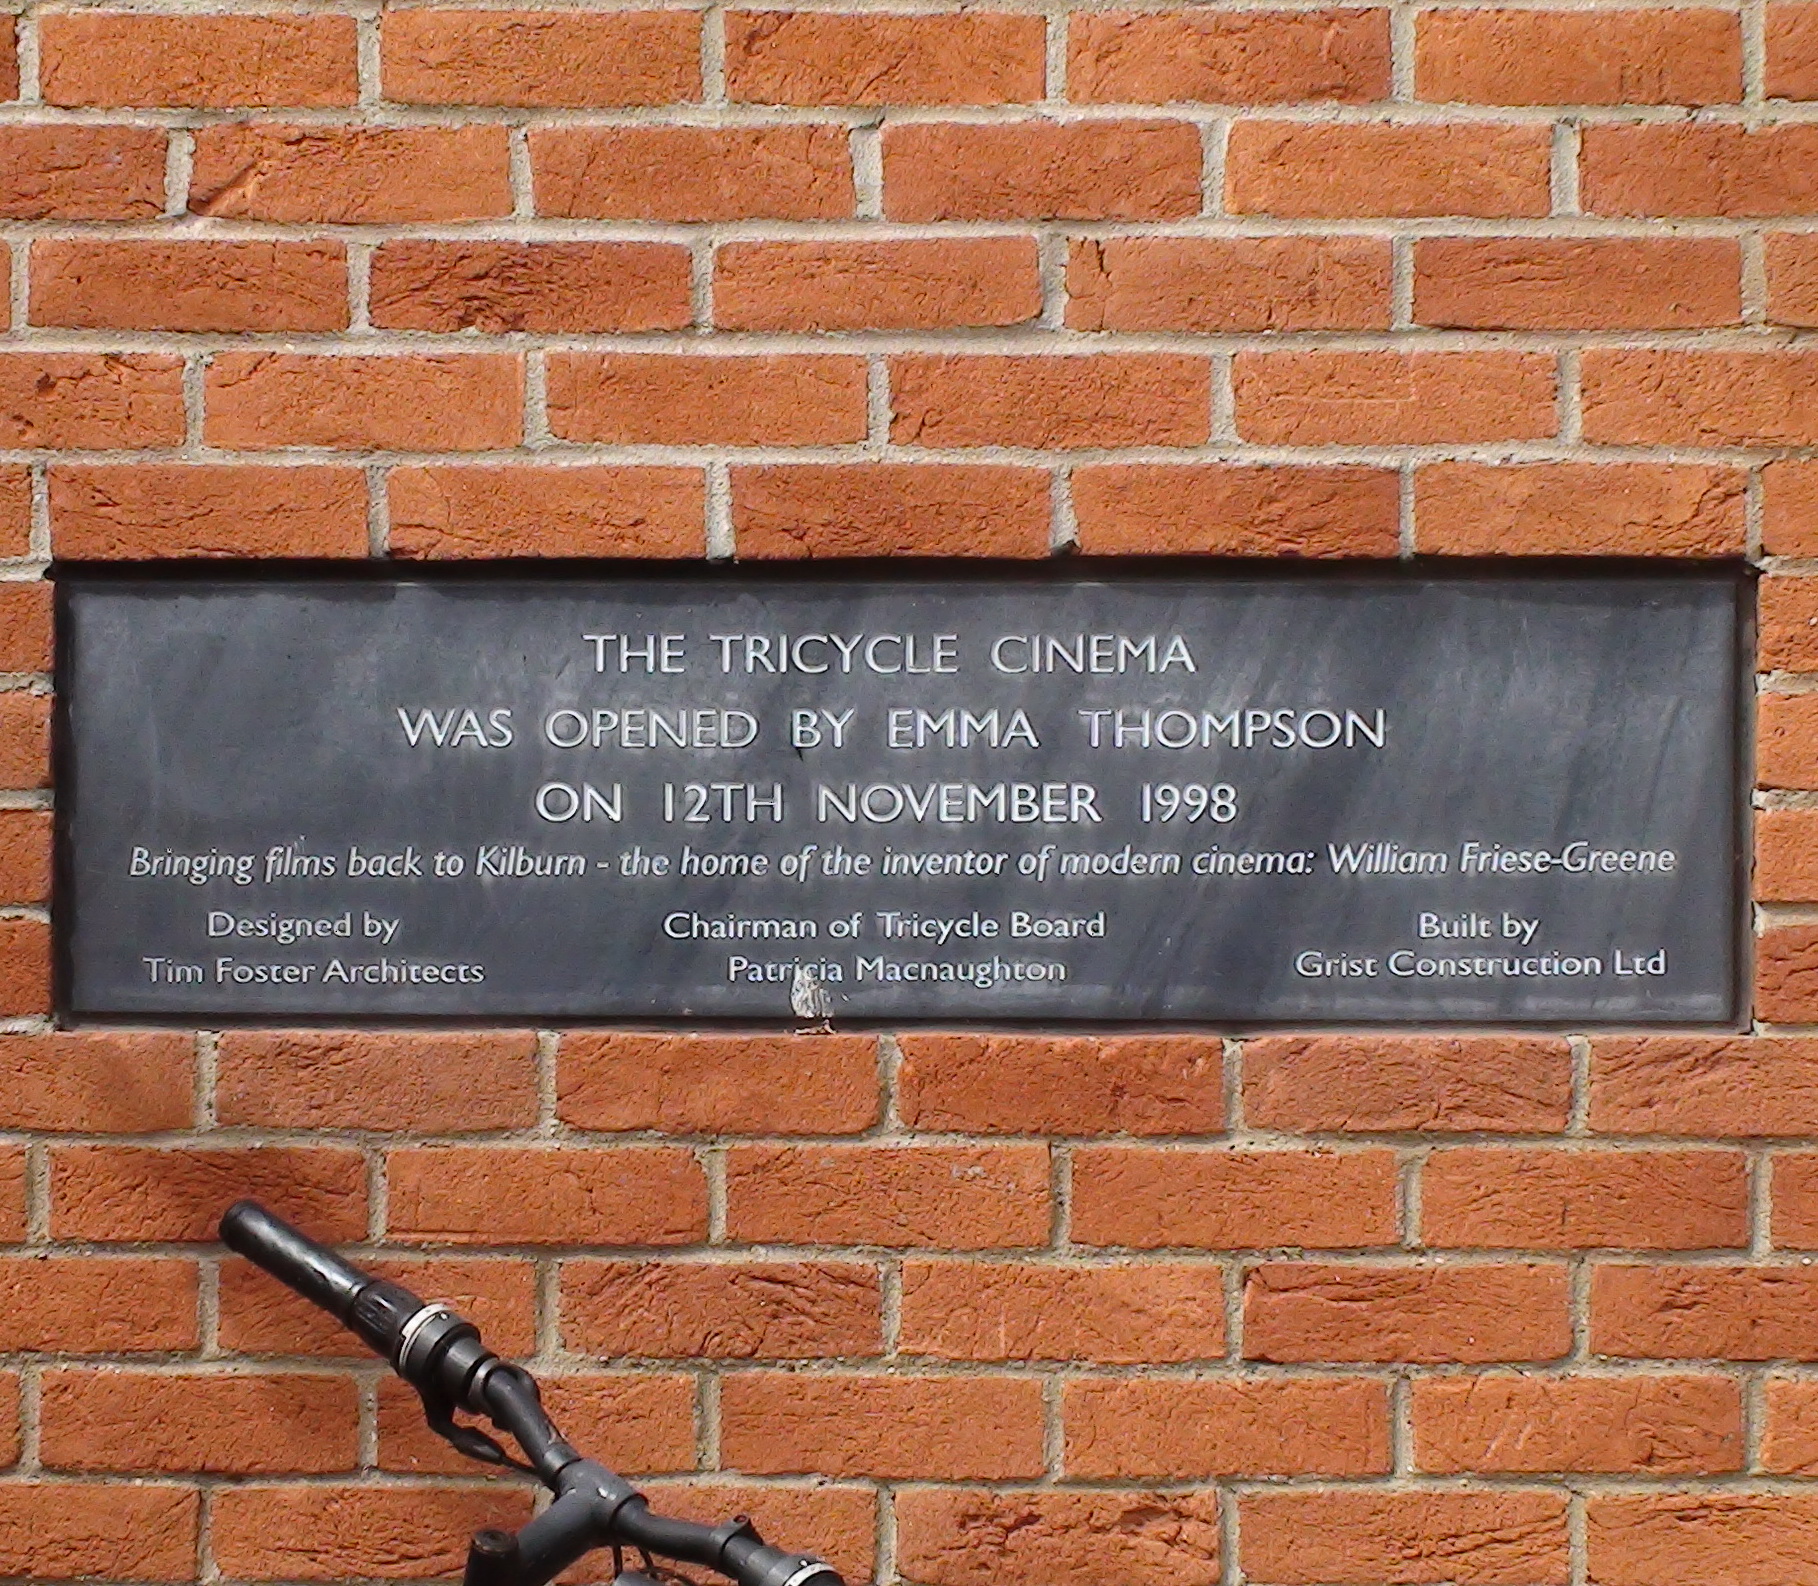 THE TRICYCLE CINEMA
WAS OPENED BY EMMA THOMPSON
ON 12TH NOVEMBER 1998
Bringing films back to Kilburn - the home of the inventor of modern cinema: William Friese-Greene
Designed by
Tim Foster Architects
Chairman of Tricycle Board
Patricia Macnaughton
Built by
Grist Construction Ltd